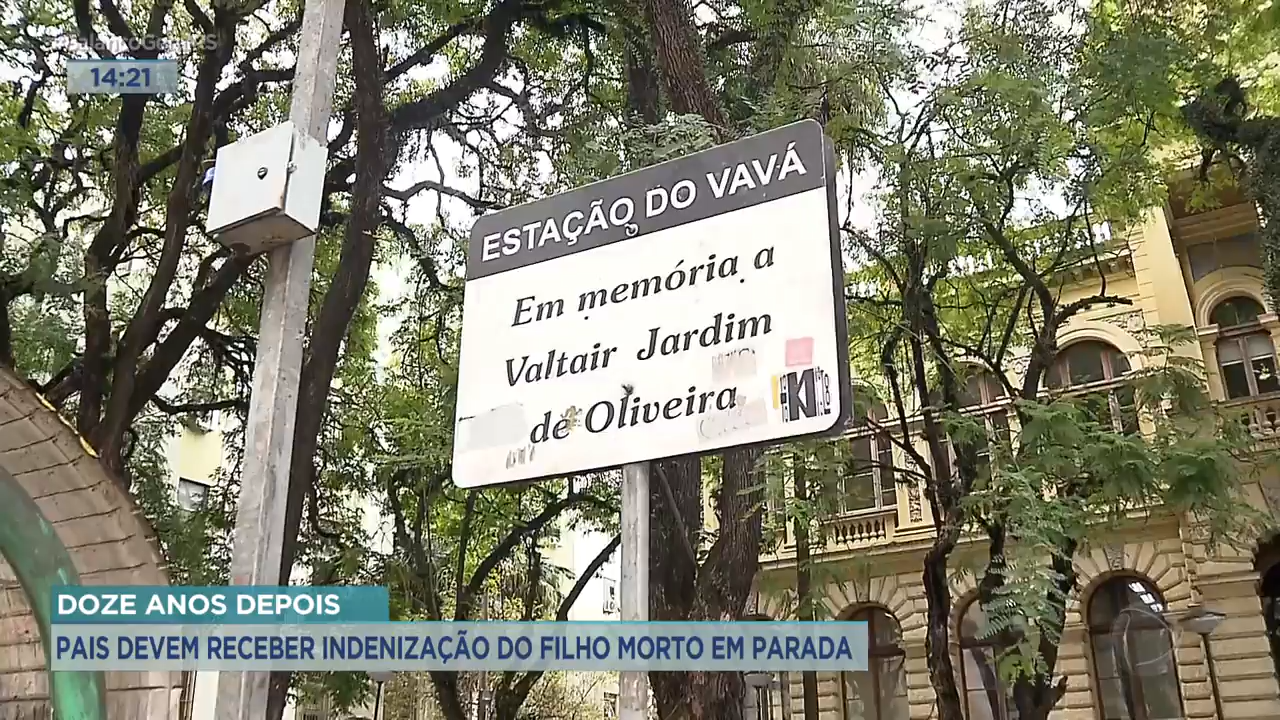 14:21
ESTAÇÃO DO VAVÁ
Em memória a
Valtair Jardim
de Oliveira
DOZE ANOS DEPOIS
PAIS DEVEM RECEBER INDENIZAÇÃO DO FILHO MORTO EM PARADA